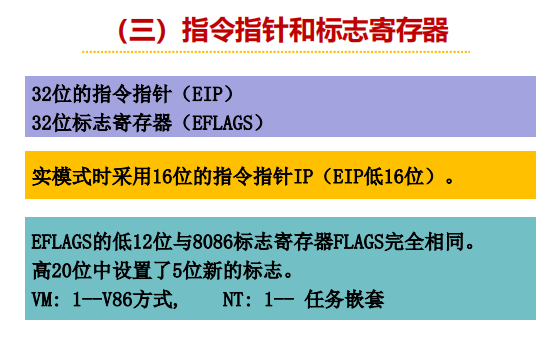 （三）指令指针和标志寄存器
32位的指令指针（EIP）
32位标志寄存器（EFLAGS）
实模式时采用16位的指令指针IP（EIP低16位）。
EFLAGS的低12位与8086标志寄存器FLAGS完全相同。
高20位中设置了5位新的标志。
VM: 1--V86方式,    NT: 1-- 任务嵌套